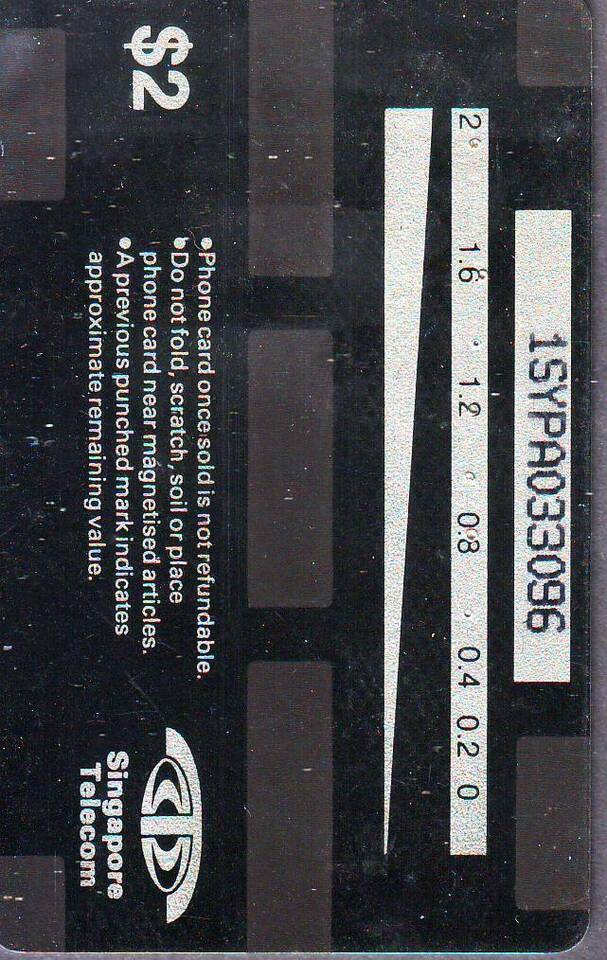 1SYPA033096
2 1.6 1.2 0.8 0.4 0.2 0
•Phone card once sold is not refundable.
•Do not fold, scratch, soil or place
phone card near magnetised articles.
•A previous punched mark indicates
approximate remaining value.
$2
Singapore
Telecom